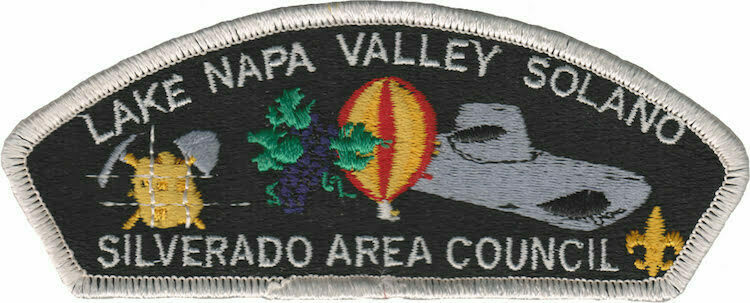 LAKE NAPA VALLEY SOLANO
SILVERADO AREA COUNCIL